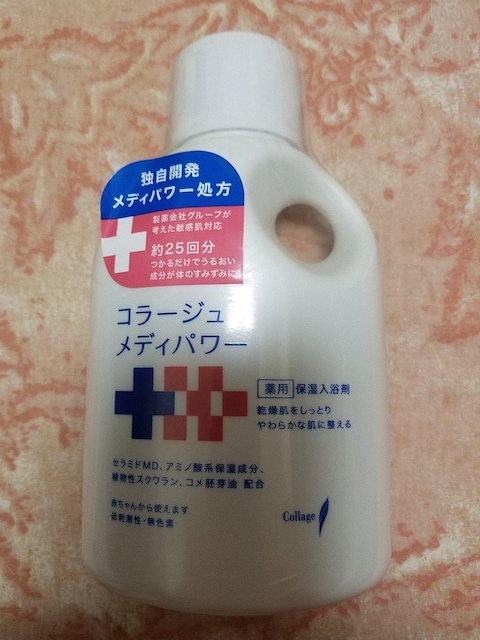 独自開発
メディパワー処方
製薬会社グループが
考えた敏感肌対応
約25回分
つかるだけでうるおい
成分が体のすみずみに
コラージュ
メディパワー
薬用 保湿入浴剤
乾燥肌をしっとり
やわらかな肌に整える
セラミドMD、アミノ酸系保湿成分、
植物性スクワラン、コメ胚芽油 配合
赤ちゃんから使えます
低刺激性・無色素
Collage